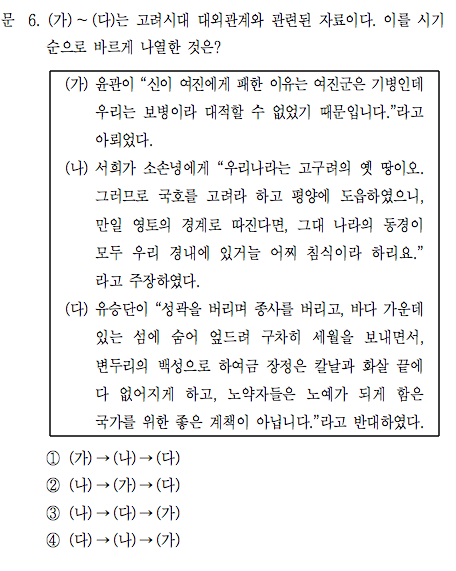 문 6. (가) ~ (다)는 고려시대 대외관계와 관련된 자료이다. 이를 시기
순으로 바르게 나열한 것은?
(가) 윤관이 “신이 여진에게 패한 이유는 여진군은 기병인데
우리는 보병이라 대적할 수 없었기 때문입니다.”라고
아뢰었다.
(나) 서희가 소손녕에게 “우리나라는 고구려의 옛 땅이오.
그러므로 국호를 고려라 하고 평양에 도읍하였으니,
만일 영토의 경계로 따진다면, 그대 나라의 동경이
모두 우리 경내에 있거늘 어찌 침식이라 하리요.”
라고 주장하였다.
(다) 유승단이 “성곽을 버리며 종사를 버리고, 바다 가운데
있는 섬에 숨어 엎드려 구차히 세월을 보내면서,
변두리의 백성으로 하여금 장정은 칼날과 화살 끝에
다 없어지게 하고, 노약자들은 노예가 되게 함은
국가를 위한 좋은 계책이 아닙니다.”라고 반대하였다.
① (가) → (나) → (다)
② (나) → (가) → (다)
③ (나) → (다) → (가)
④ (다) → (나) → (가)